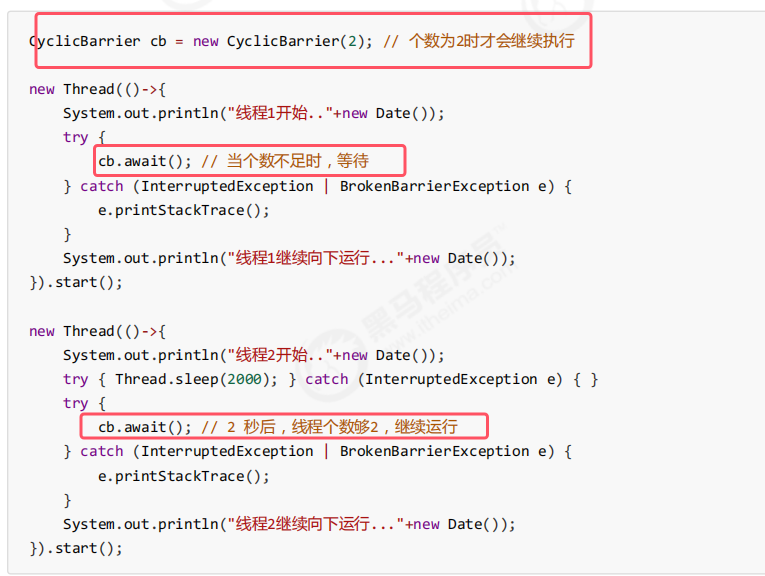 CyclicBarrier cb = new CyclicBarrier(2); // 个数为2时才会继续执行
new Thread(()->{
    System.out.println("线程1开始.."+new Date());
    try {
        cb.await(); // 当个数不足时，等待
    } catch (InterruptedException | BrokenBarrierException e) {
        e.printStackTrace();
    }
    System.out.println("线程1继续向下运行..."+new Date());
}).start();
new Thread(()->{
    System.out.println("线程2开始.."+new Date());
    try { Thread.sleep(2000); } catch (InterruptedException e) { }
    try {
        cb.await(); // 2 秒后，线程个数够2，继续运行
    } catch (InterruptedException | BrokenBarrierException e) {
        e.printStackTrace();
    }
    System.out.println("线程2继续向下运行..."+new Date());
}).start();
黑马程序员™
www.itheima.com